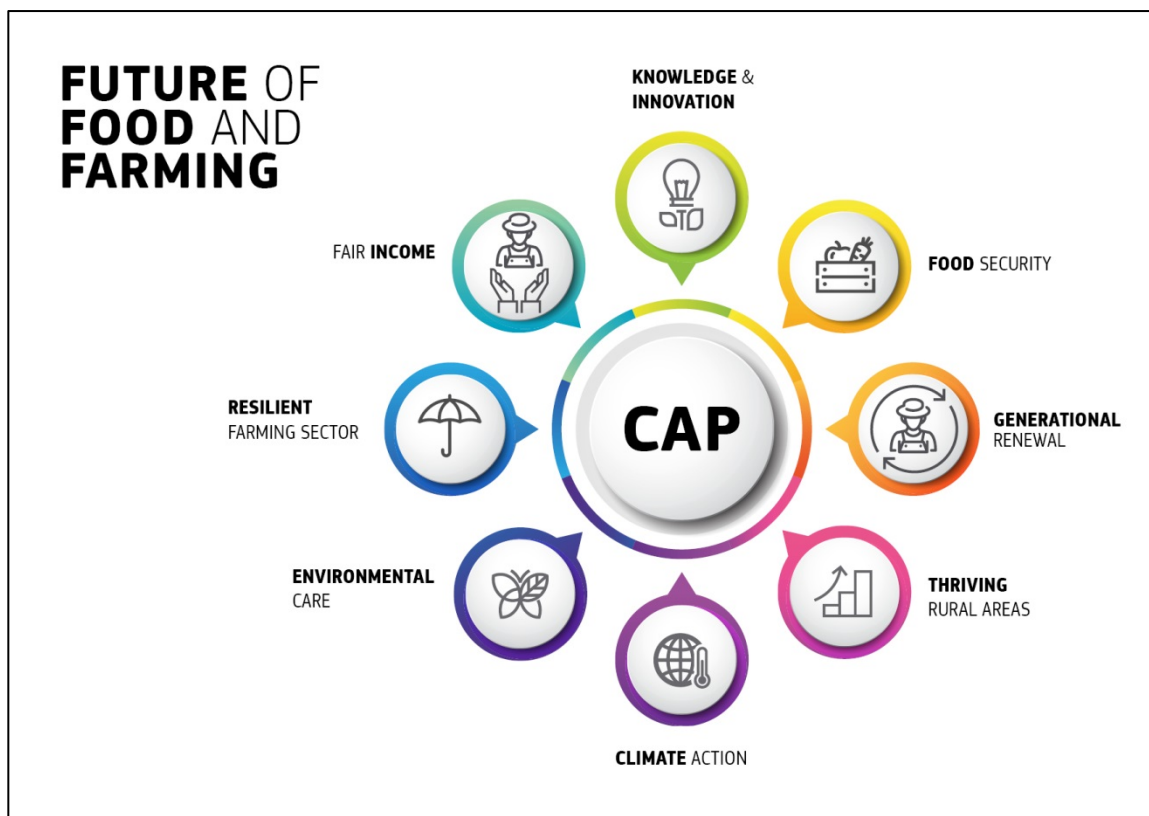 FUTURE OF
FOOD AND
FARMING
KNOWLEDGE &
INNOVATION
FAIR INCOME
FOOD SECURITY
RESILIENT
FARMING SECTOR
CAP
GENERATIONAL
RENEWAL
ENVIRONMENTAL
CARE
THRIVING
RURAL AREAS
CLIMATE ACTION